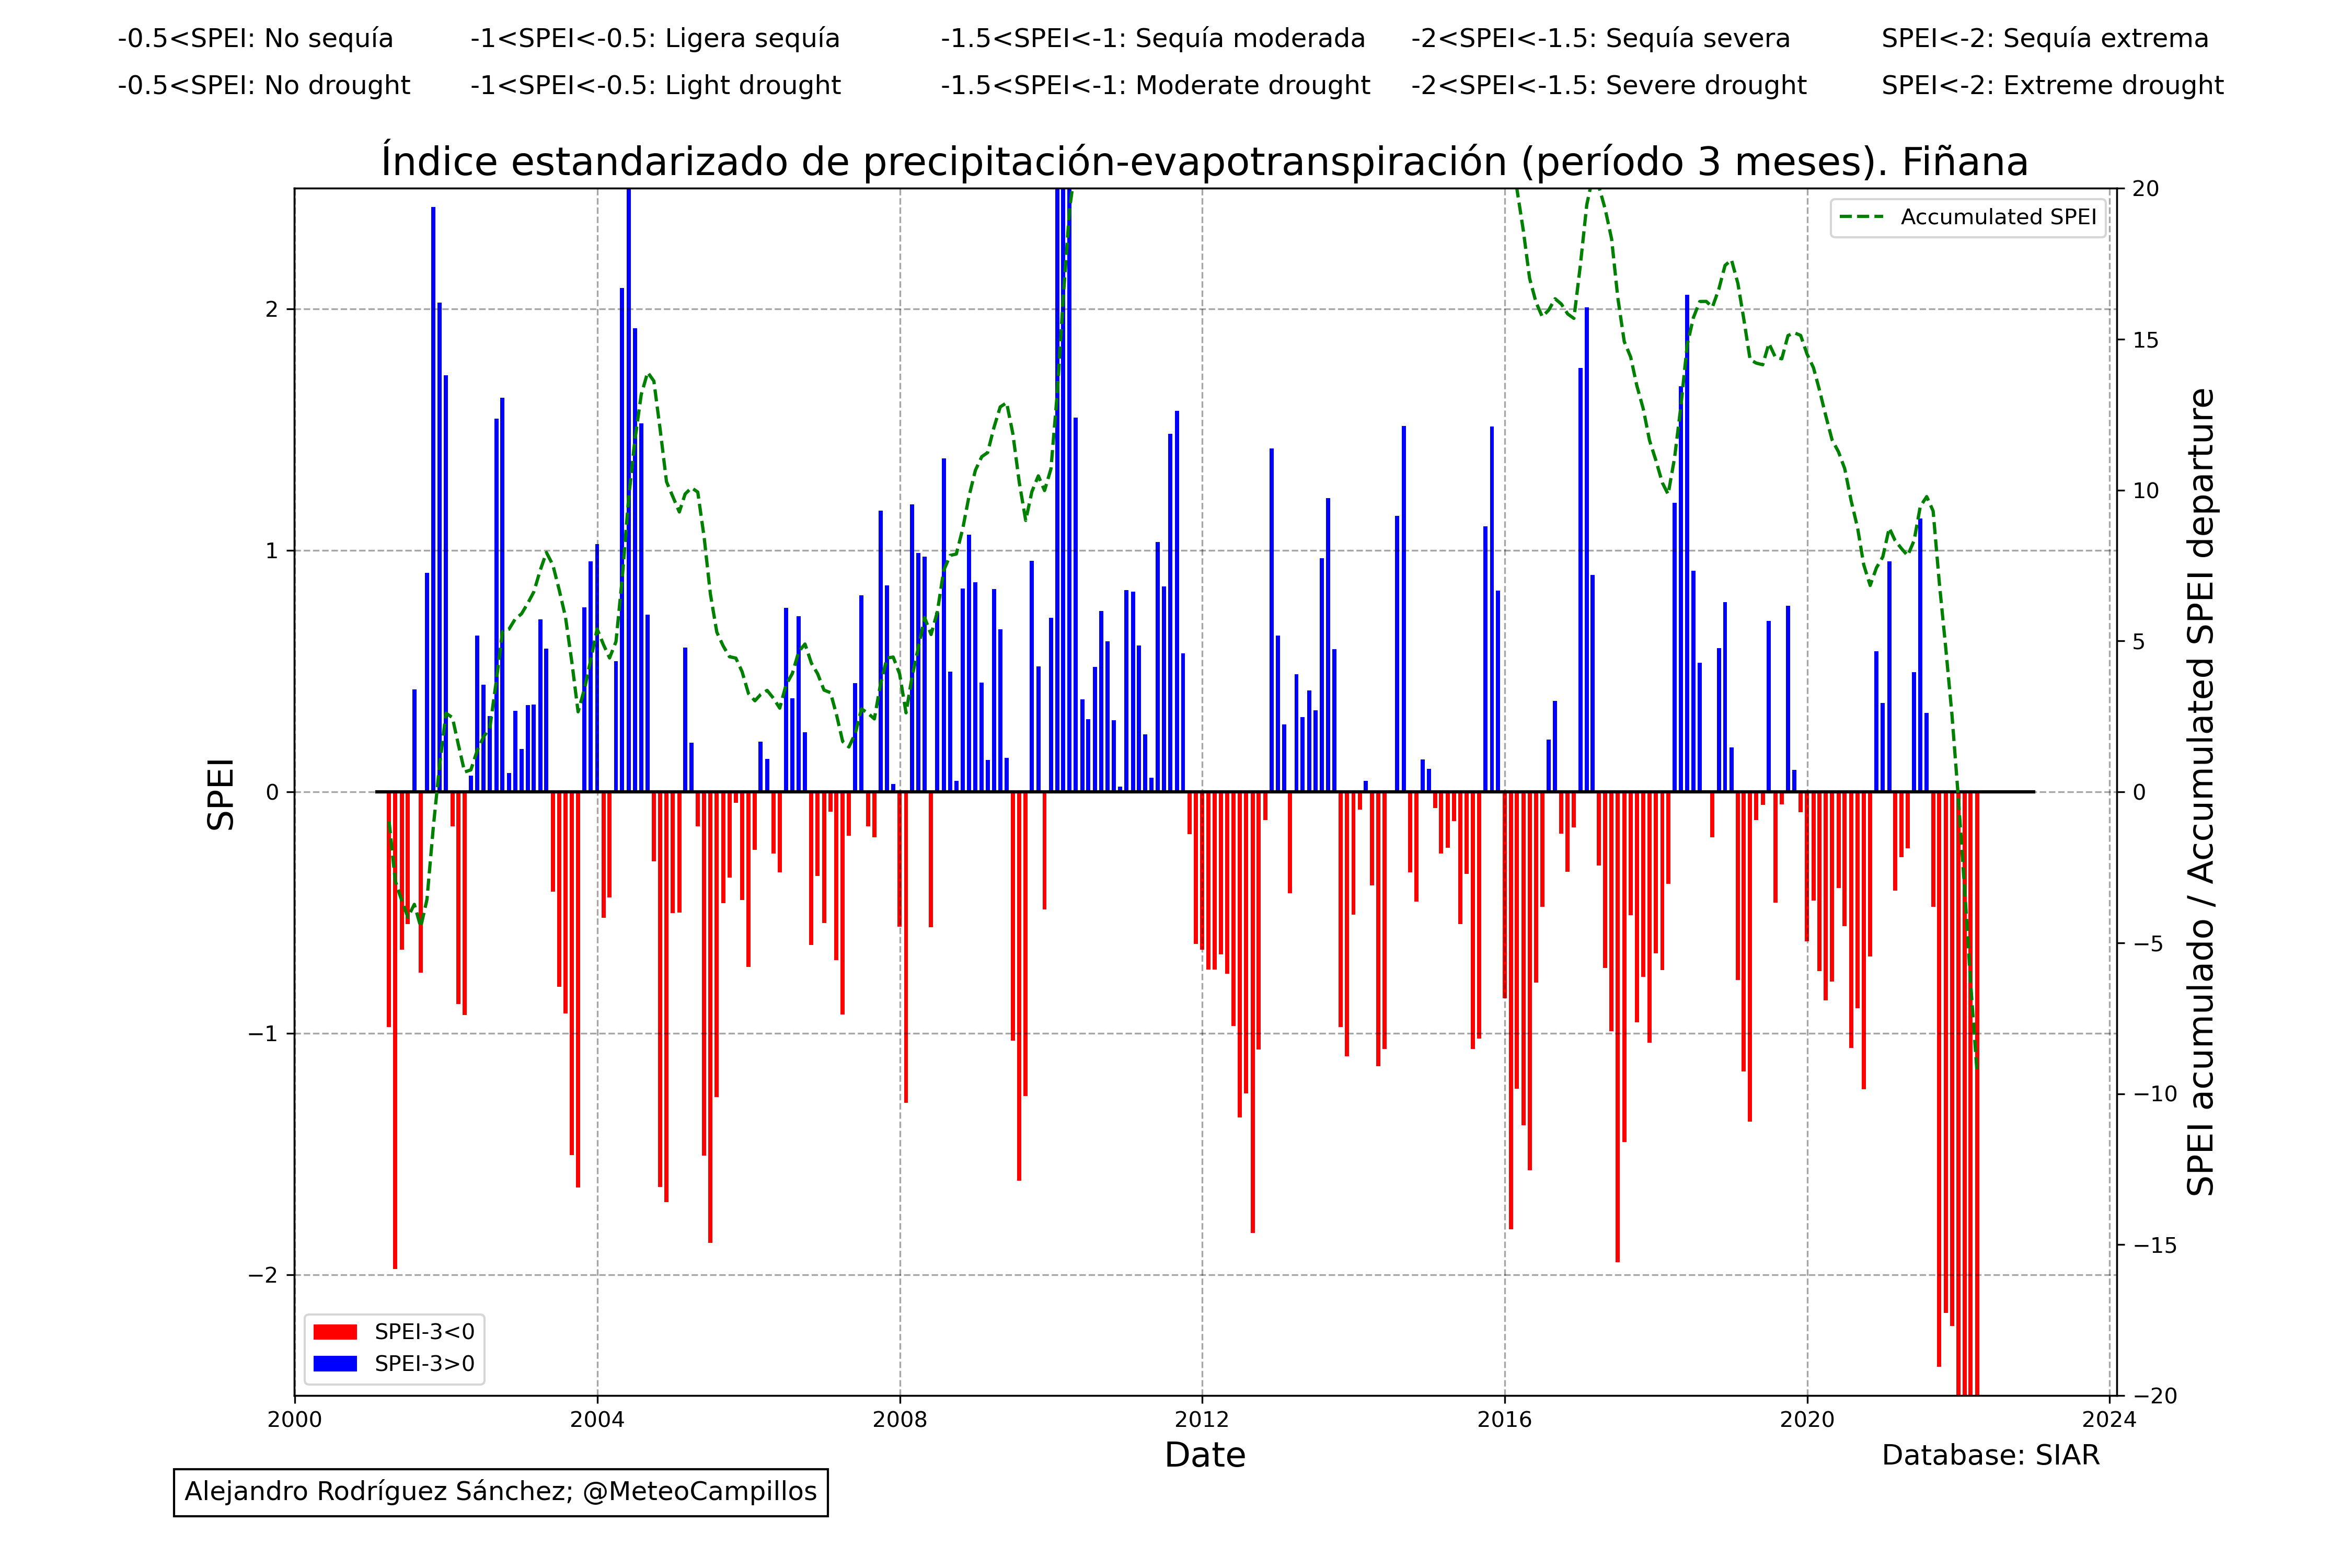 -0.5<SPEI: No sequía -1<SPEI<-0.5: Ligera sequía -1.5<SPEI<-1: Sequía moderada -2<SPEI<-1.5: Sequía severa SPEI<-2: Sequía extrema
-0.5<SPEI: No drought -1<SPEI<-0.5: Light drought -1.5<SPEI<-1: Moderate drought -2<SPEI<-1.5: Severe drought SPEI<-2: Extreme drought
Índice estandarizado de precipitación-evapotranspiración (período 3 meses). Fiñana
Accumulated SPEI
2
1
0
−1
−2
SPEI
20
15
10
5
0
−5
−10
−15
−20
SPEI acumulado / Accumulated SPEI departure
SPEI-3<0
SPEI-3>0
2000 2004 2008 2012 2016 2020 2024
Date
Database: SIAR
Alejandro Rodríguez Sánchez; @MeteoCampillos